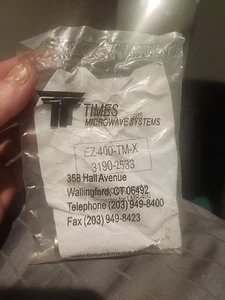 TIMES
MICROWAVE SYSTEMS
EZ-400-TM-X
3190-2533
358 Hall Avenue
Wallingford, CT 06492
Telephone (203) 949-8400
Fax (203) 949-8423